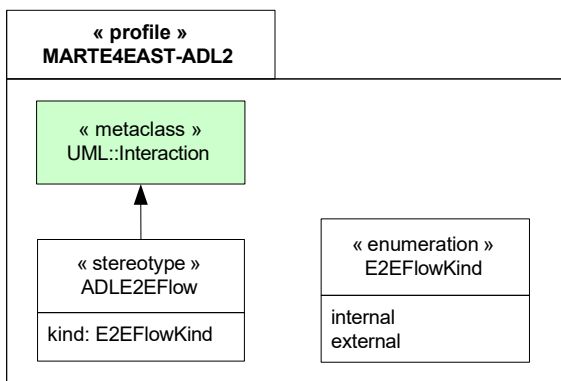 « profile »
MARTE4EAST-ADL2
« metaclass »
UML::Interaction
« stereotype »
ADLE2EFlow
kind: E2EFlowKind
« enumeration »
E2EFlowKind
internal
external